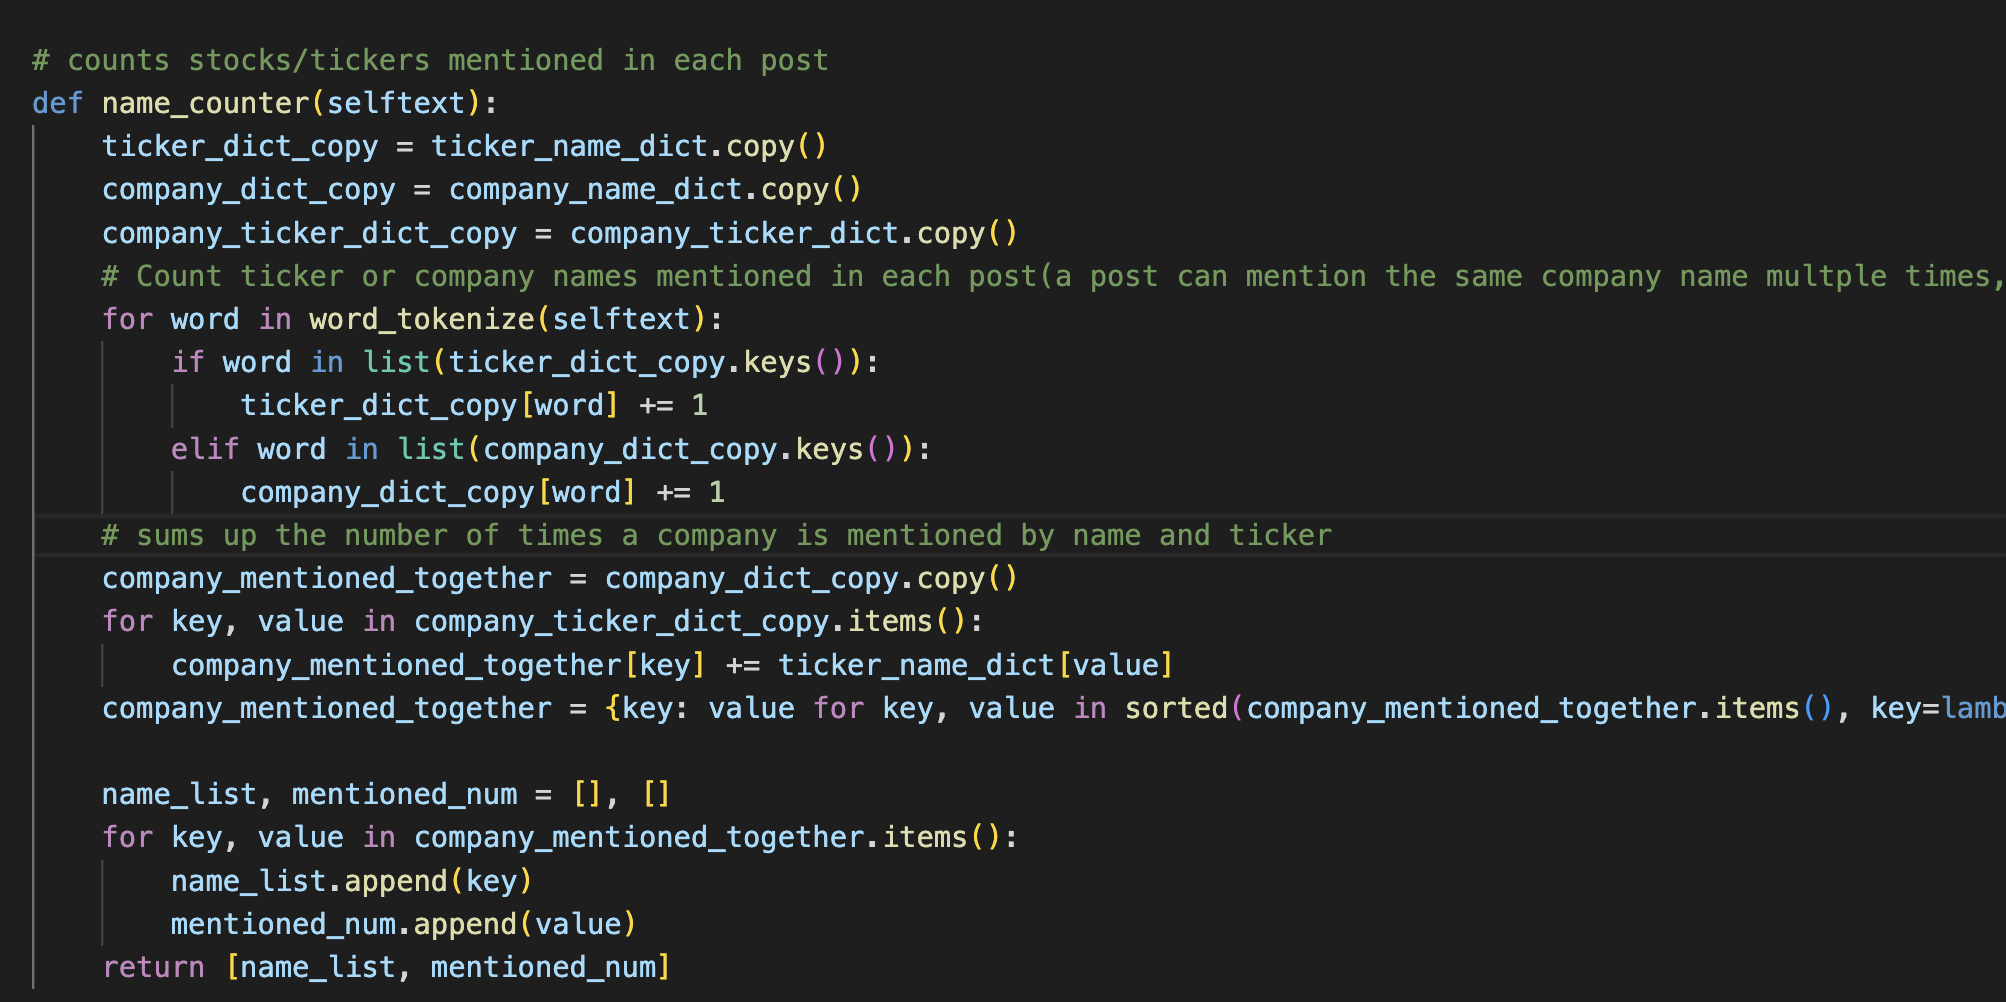 # counts stocks/tickers mentioned in each post
def name_counter(selftext):
    ticker_dict_copy = ticker_name_dict.copy()
    company_dict_copy = company_name_dict.copy()
    company_ticker_dict_copy = company_ticker_dict.copy()
    # Count ticker or company names mentioned in each post(a post can mention the same company name multple times,
    for word in word_tokenize(selftext):
        if word in list(ticker_dict_copy.keys()):
            ticker_dict_copy[word] += 1
        elif word in list(company_dict_copy.keys()):
            company_dict_copy[word] += 1
    # sums up the number of times a company is mentioned by name and ticker
    company_mentioned_together = company_dict_copy.copy()
    for key, value in company_ticker_dict_copy.items():
        company_mentioned_together[key] += ticker_name_dict[value]
    company_mentioned_together = {key: value for key, value in sorted(company_mentioned_together.items(), key=lamb
    name_list, mentioned_num = [], []
    for key, value in company_mentioned_together.items():
        name_list.append(key)
        mentioned_num.append(value)
    return [name_list, mentioned_num]